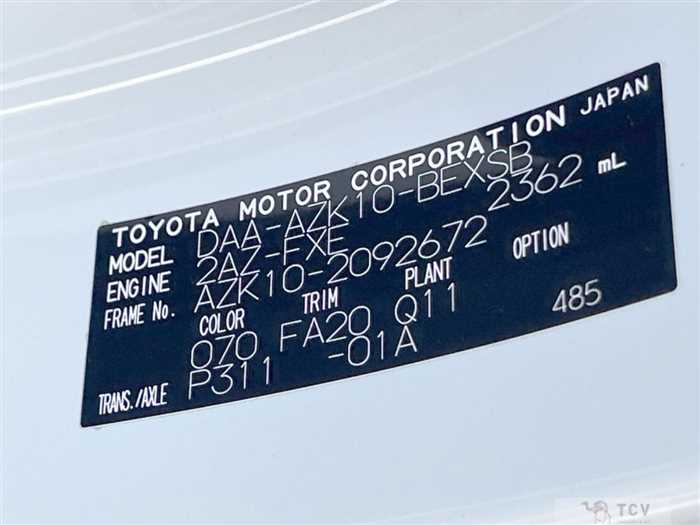 TOYOTA MOTOR CORPORATION JAPAN
MODEL DAA-AZK10-BEXSB
ENGINE 2AZ-FXE 2362 mL
FRAME No. AZK10-2092672
COLOR TRIM PLANT OPTION
070 FA20 Q11 485
TRANS./AXLE P311 -01A
TCV